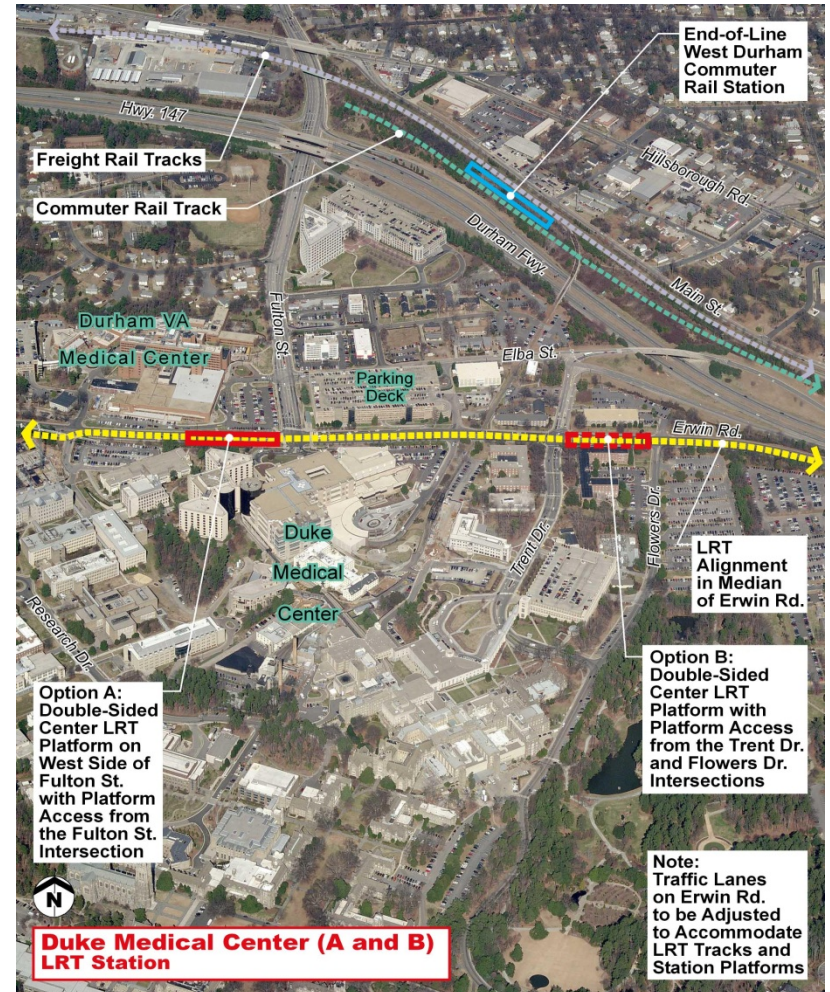 End-of-Line
West Durham
Commuter
Rail Station
Hwy. 147
Freight Rail Tracks
Commuter Rail Track
Hillsborough Rd.
Durham Fwy.
Main St.
Fulton St.
Durham VA
Medical Center
Elba St.
Parking
Deck
Erwin Rd.
Duke
Medical
Center
Trent Dr.
Flowers Dr.
LRT
Alignment
in Median
of Erwin Rd.
Research Dr.
Option A:
Double-Sided
Center LRT
Platform on
West Side of
Fulton St.
with Platform
Access from
the Fulton St.
Intersection
Option B:
Double-Sided
Center LRT
Platform with
Platform Access
from the Trent Dr.
and Flowers Dr.
Intersections
N
Duke Medical Center (A and B)
LRT Station
Note:
Traffic Lanes
on Erwin Rd.
to be Adjusted
to Accommodate
LRT Tracks and
Station Platforms